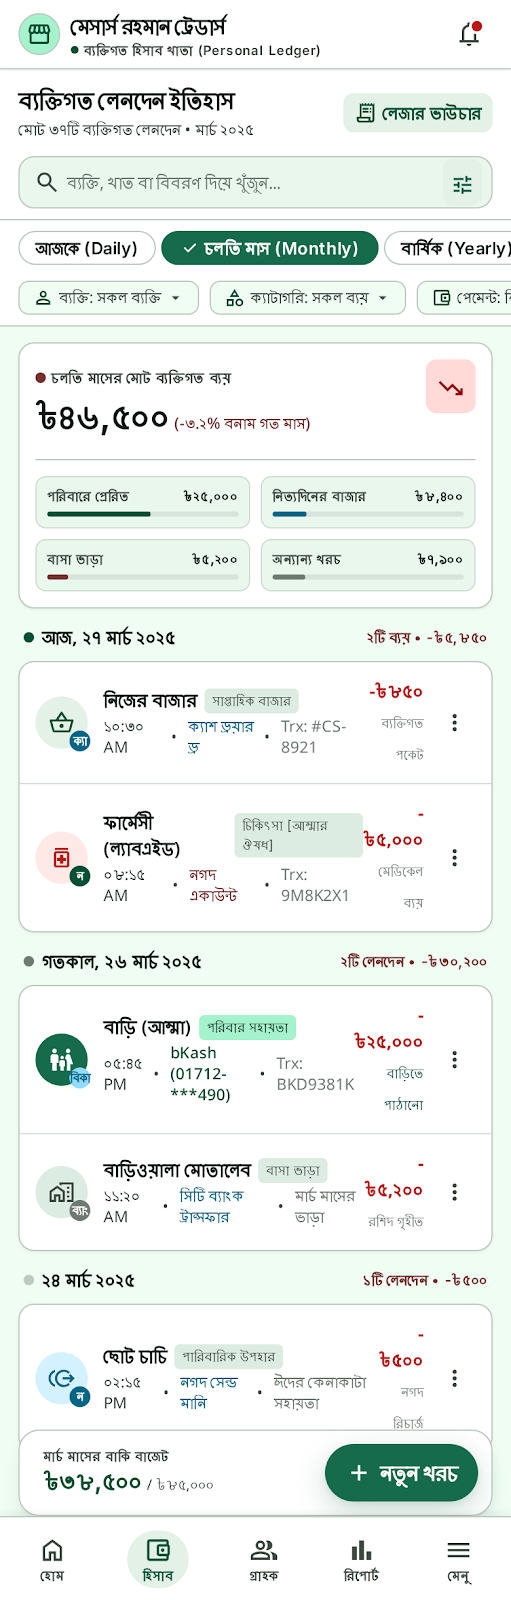 মেসার্স রহমান ট্রেডার্স
ব্যক্তিগত হিসাব খাতা (Personal Ledger)
ব্যক্তিগত লেনদেন ইতিহাস
মোট ৩৭টি ব্যক্তিগত লেনদেন • মার্চ ২০২৫
লেজার ভাউচার
ব্যক্তি, খাত বা বিবরণ দিয়ে খুঁজুন...
আজকে (Daily)
চলতি মাস (Monthly)
বার্ষিক (Yearly)
ব্যক্তি: সকল ব্যক্তি
ক্যাটাগরি: সকল ব্যয়
পেমেন্ট:
চলতি মাসের মোট ব্যক্তিগত ব্যয়
৳৪৬,৫০০ (-৩.২% বনাম গত মাস)
পরিবারে প্রেরিত ৳২৫,০০০
নিত্যদিনের বাজার ৳৮,৪০০
বাসা ভাড়া ৳৫,২০০
অন্যান্য খরচ ৳৭,৯০০
আজ, ২৭ মার্চ ২০২৫
২টি ব্যয় • -৳৫,৮৫০
নিজের বাজার
সাপ্তাহিক বাজার
১০:৩০ AM
•
ক্যাশ ড্রয়ার
ড্র
•
Trx: #CS-
8921
-৳৮৫০
ব্যক্তিগত
পকেট
ক্যা
ফার্মেসী
(ল্যাবএইড)
চিকিৎসা [আম্মার
ঔষধ]
০৮:১৫
AM
•
নগদ
একাউন্ট
•
Trx:
9M8K2X1
-
৳৫,০০০
মেডিকেল
ব্যয়
ন
গতকাল, ২৬ মার্চ ২০২৫
২টি লেনদেন • -৳৩০,২০০
বাড়ি (আম্মা)
পরিবার সহায়তা
০৫:৪৫
PM
•
bKash
(01712-
***490)
•
Trx:
BKD9381K
-
৳২৫,০০০
বাড়িতে
পাঠানো
বিকা
বাড়িওয়ালা মোতালেব
বাসা ভাড়া
১১:২০
AM
•
সিটি ব্যাংক
ট্রান্সফার
•
মার্চ মাসের
ভাড়া
-
৳৫,২০০
রশিদ গৃহীত
ব্যাং
২৪ মার্চ ২০২৫
১টি লেনদেন • -৳৫০০
ছোট চাচি
পারিবারিক উপহার
০২:১৫
PM
•
নগদ সেন্ড
মানি
•
ঈদের কেনাকাটা
সহায়তা
-
৳৫০০
নগদ
রিচার্জ
ন
মার্চ মাসের বাকি বাজেট
৳৩৮,৫০০ / ৳৮৫,০০০
+ নতুন খরচ
হোম
হিসাব
গ্রাহক
রিপোর্ট
মেনু